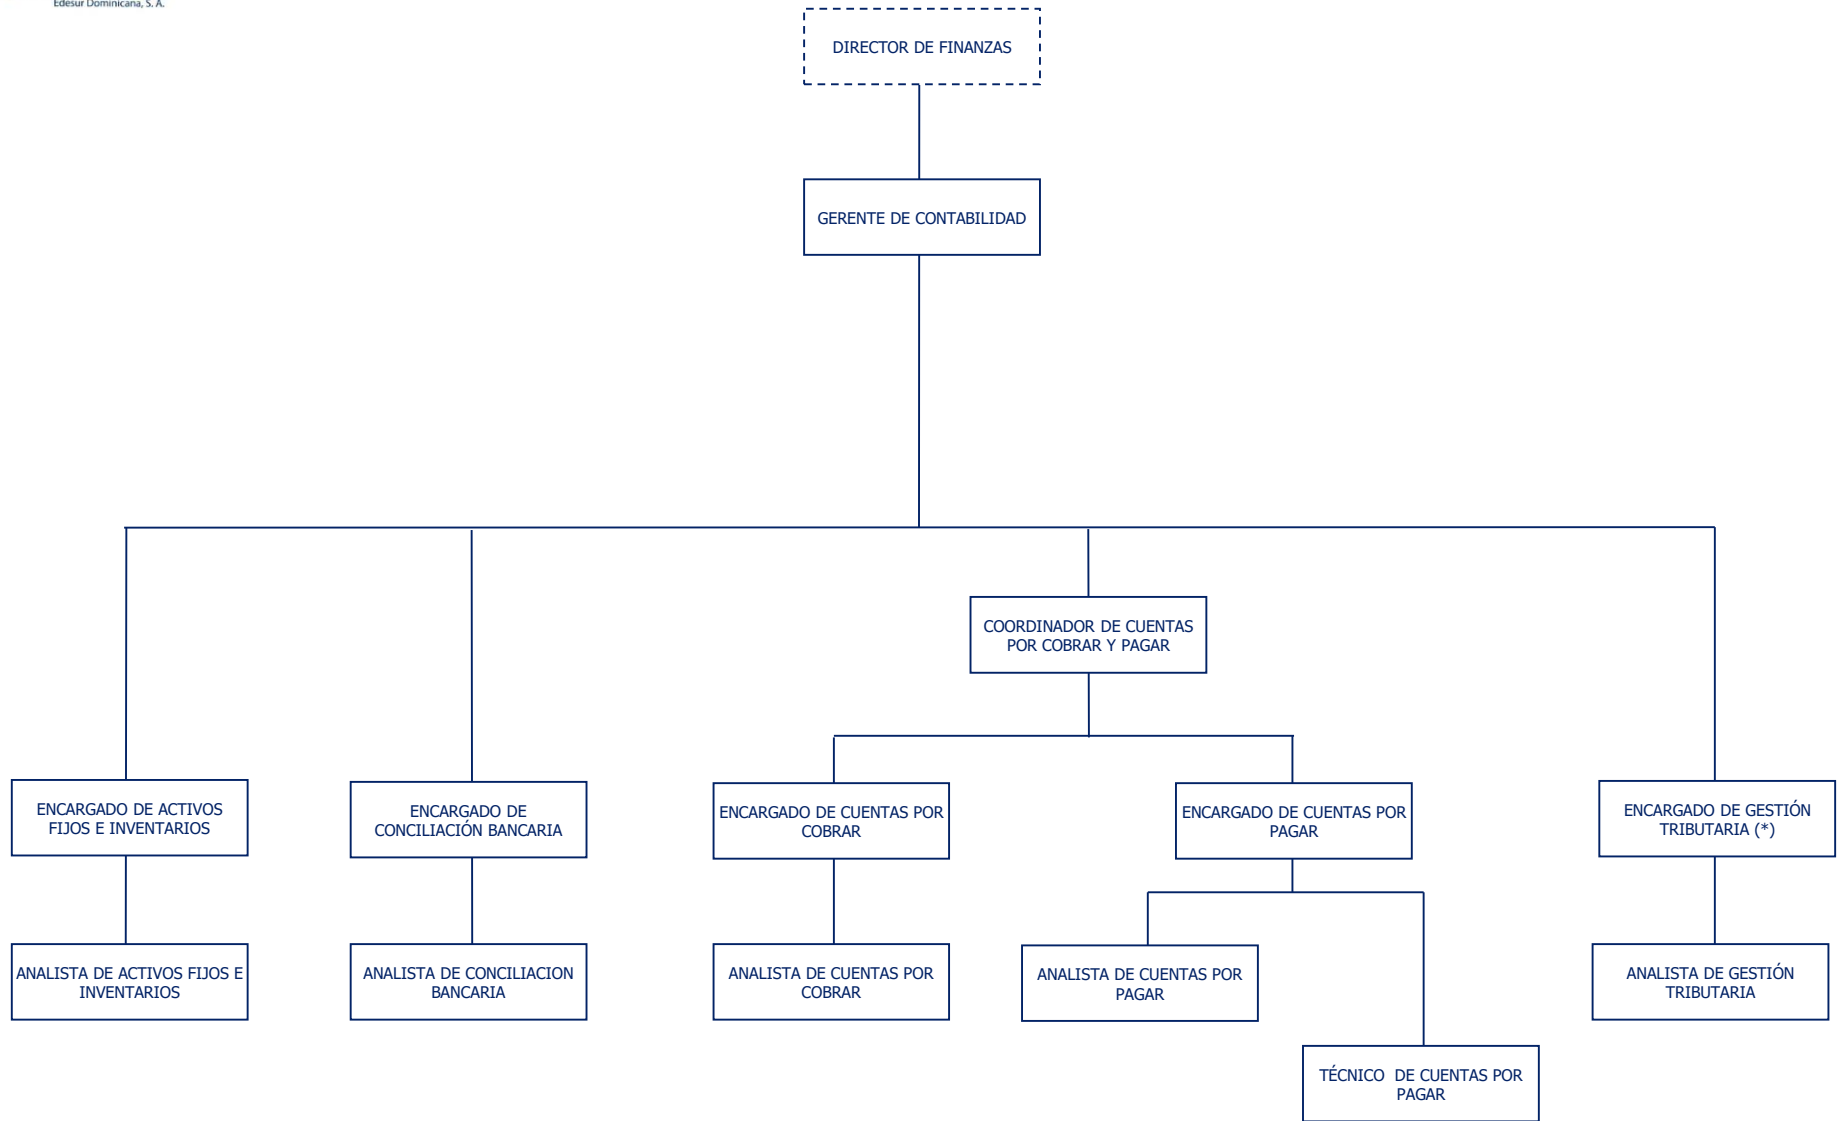 Edesur Dominicana, S. A.
DIRECTOR DE FINANZAS
GERENTE DE CONTABILIDAD
COORDINADOR DE CUENTAS
POR COBRAR Y PAGAR
ENCARGADO DE ACTIVOS
FIJOS E INVENTARIOS
ENCARGADO DE
CONCILIACIÓN BANCARIA
ENCARGADO DE CUENTAS POR
COBRAR
ENCARGADO DE CUENTAS POR
PAGAR
ENCARGADO DE GESTIÓN
TRIBUTARIA (*)
ANALISTA DE ACTIVOS FIJOS E
INVENTARIOS
ANALISTA DE CONCILIACION
BANCARIA
ANALISTA DE CUENTAS POR
COBRAR
ANALISTA DE CUENTAS POR
PAGAR
ANALISTA DE GESTIÓN
TRIBUTARIA
TÉCNICO  DE CUENTAS POR
PAGAR